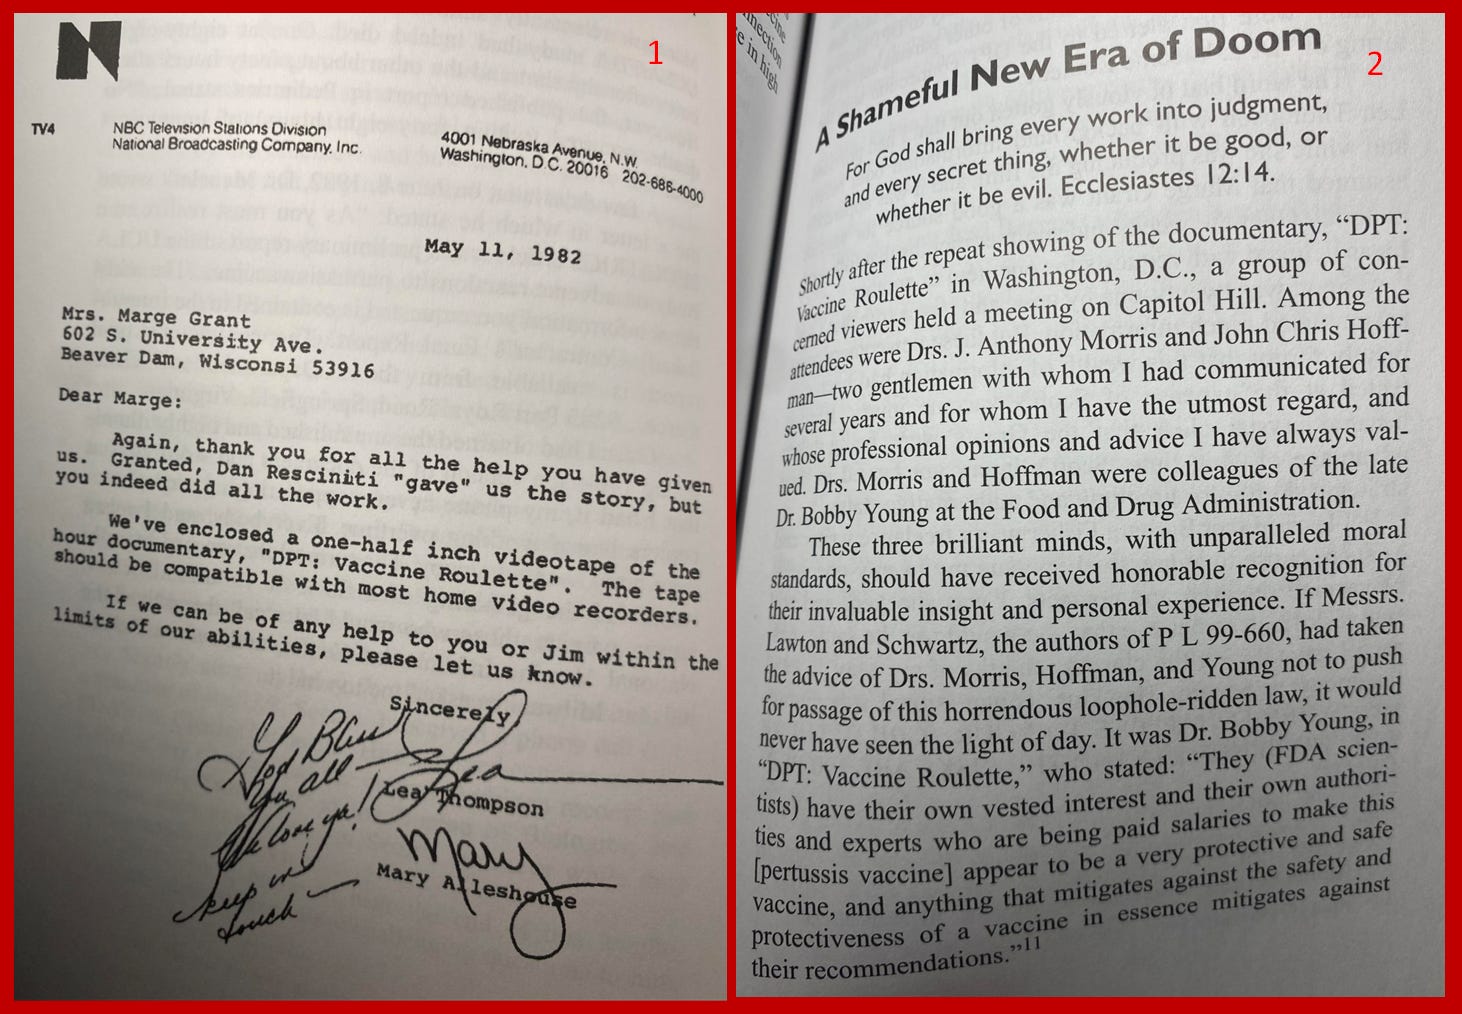 1
N
TV4
NBC Television Stations Division
National Broadcasting Company, Inc.
4001 Nebraska Avenue, N.W.
Washington, D.C. 20016 202-686-4000
May 11, 1982
Mrs. Marge Grant
602 S. University Ave.
Beaver Dam, Wisconsi 53916
Dear Marge:
Again, thank you for all the help you have given
us. Granted, Dan Resciniti "gave" us the story, but
you indeed did all the work.
We've enclosed a one-half inch videotape of the
hour documentary, "DPT: Vaccine Roulette". The tape
should be compatible with most home video recorders.
If we can be of any help to you or Jim within the
limits of our abilities, please let us know.
Sincerely,
God Bless
You all
We love ya!
keep in
touch
Lea
Lea Thompson
Mary
Mary Alleshouse
2
in high
A Shameful New Era of Doom
For God shall bring every work into judgment,
and every secret thing, whether it be good, or
whether it be evil. Ecclesiastes 12:14.
Shortly after the repeat showing of the documentary, “DPT:
Vaccine Roulette” in Washington, D.C., a group of con-
cerned viewers held a meeting on Capitol Hill. Among the
attendees were Drs. J. Anthony Morris and John Chris Hoff-
man—two gentlemen with whom I had communicated for
several years and for whom I have the utmost regard, and
whose professional opinions and advice I have always val-
ued. Drs. Morris and Hoffman were colleagues of the late
Dr. Bobby Young at the Food and Drug Administration.
These three brilliant minds, with unparalleled moral
standards, should have received honorable recognition for
their invaluable insight and personal experience. If Messrs.
Lawton and Schwartz, the authors of P L 99-660, had taken
the advice of Drs. Morris, Hoffman, and Young not to push
for passage of this horrendous loophole-ridden law, it would
never have seen the light of day. It was Dr. Bobby Young, in
“DPT: Vaccine Roulette,” who stated: “They (FDA scien-
tists) have their own vested interest and their own authori-
ties and experts who are being paid salaries to make this
[pertussis vaccine] appear to be a very protective and safe
vaccine, and anything that mitigates against the safety and
protectiveness of a vaccine in essence mitigates against
their recommendations.”11